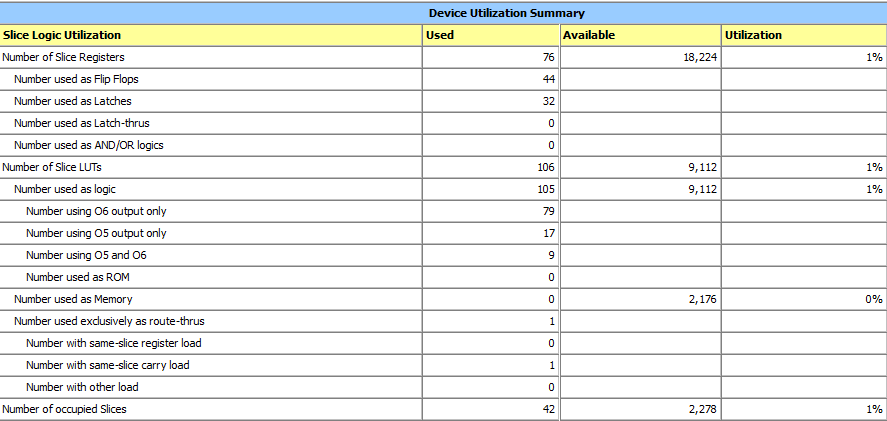 Device Utilization Summary
Slice Logic Utilization Used Available Utilization
Number of Slice Registers 76 18,224 1%
Number used as Flip Flops 44
Number used as Latches 32
Number used as Latch-thrus 0
Number used as AND/OR logics 0
Number of Slice LUTs 106 9,112 1%
Number used as logic 105 9,112 1%
Number using O6 output only 79
Number using O5 output only 17
Number using O5 and O6 9
Number used as ROM 0
Number used as Memory 0 2,176 0%
Number used exclusively as route-thrus 1
Number with same-slice register load 0
Number with same-slice carry load 1
Number with other load 0
Number of occupied Slices 42 2,278 1%